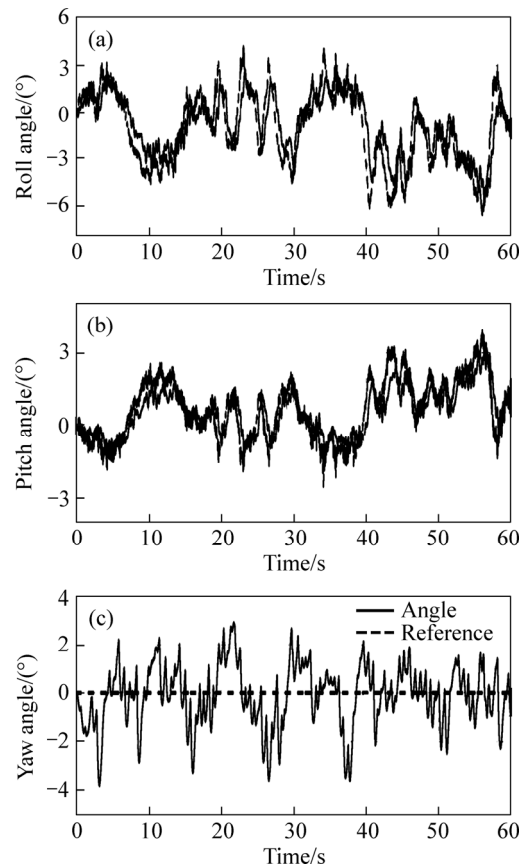 6
(a)
3
0
−3
−6
Roll angle/(°)
0 10 20 30 40 50 60
Time/s
(b)
3
0
−3
Pitch angle/(°)
0 10 20 30 40 50 60
Time/s
4
(c)
Angle
Reference
2
0
−2
−4
Yaw angle/(°)
0 10 20 30 40 50 60
Time/s